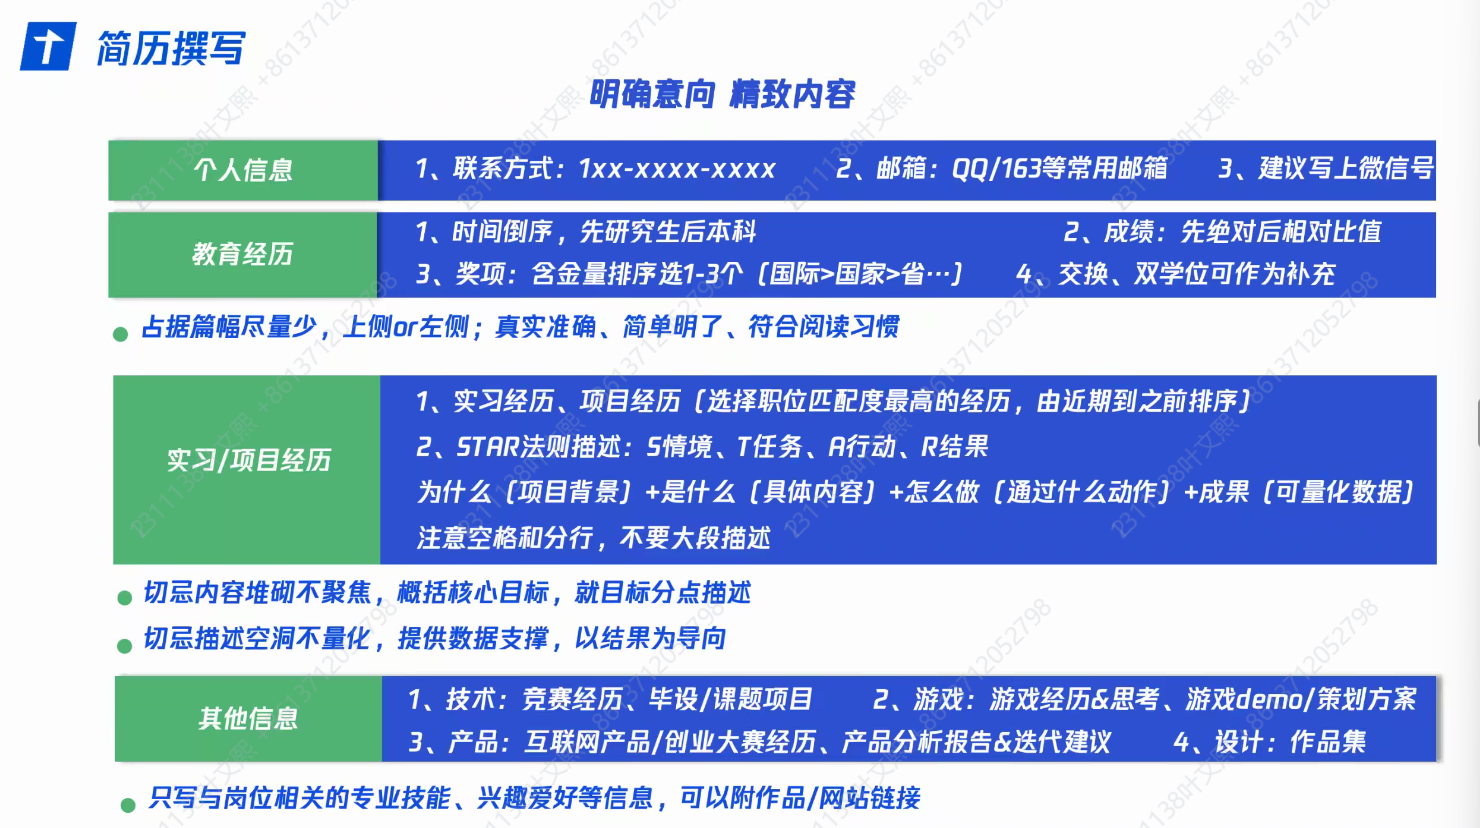 简历撰写
明确意向 精致内容
个人信息
1、联系方式：1xx-xxxx-xxxx 2、邮箱：QQ/163等常用邮箱 3、建议写上微信号
教育经历
1、时间倒序，先研究生后本科 2、成绩：先绝对后相对比值
3、奖项：含金量排序选1-3个（国际>国家>省…） 4、交换、双学位可作为补充
占据篇幅尽量少，上侧or左侧；真实准确、简单明了、符合阅读习惯
实习/项目经历
1、实习经历、项目经历（选择职位匹配度最高的经历，由近期到之前排序）
2、STAR法则描述：S情境、T任务、A行动、R结果
为什么（项目背景）+是什么（具体内容）+怎么做（通过什么动作）+成果（可量化数据）
注意空格和分行，不要大段描述
切忌内容堆砌不聚焦，概括核心目标，就目标分点描述
切忌描述空洞不量化，提供数据支撑，以结果为导向
其他信息
1、技术：竞赛经历、毕设/课题项目 2、游戏：游戏经历&思考、游戏demo/策划方案
3、产品：互联网产品/创业大赛经历、产品分析报告&迭代建议 4、设计：作品集
只写与岗位相关的专业技能、兴趣爱好等信息，可以附作品/网站链接
2311138叶文熙 +8613712052798